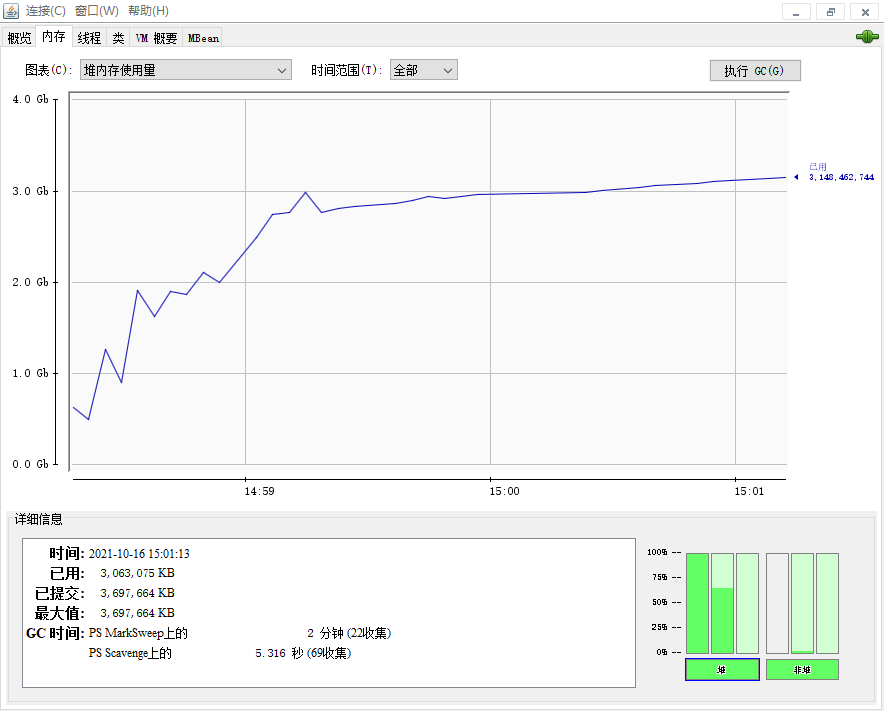 连接(C) 窗口(W) 帮助(H)
概览 内存 线程 类 VM 概要 MBean
图表(C): 堆内存使用量 时间范围(T): 全部 执行 GC(G)
4.0 Gb
3.0 Gb
2.0 Gb
1.0 Gb
0.0 Gb
已用
3,148,462,744
14:59 15:00 15:01
详细信息
时间: 2021-10-16 15:01:13
已用: 3,063,075 KB
已提交: 3,697,664 KB
最大值: 3,697,664 KB
GC 时间: PS MarkSweep上的 2 分钟 (22收集)
PS Scavenge上的 5.316 秒 (69收集)
100% --
75% --
50% --
25% --
0% --
堆 非堆